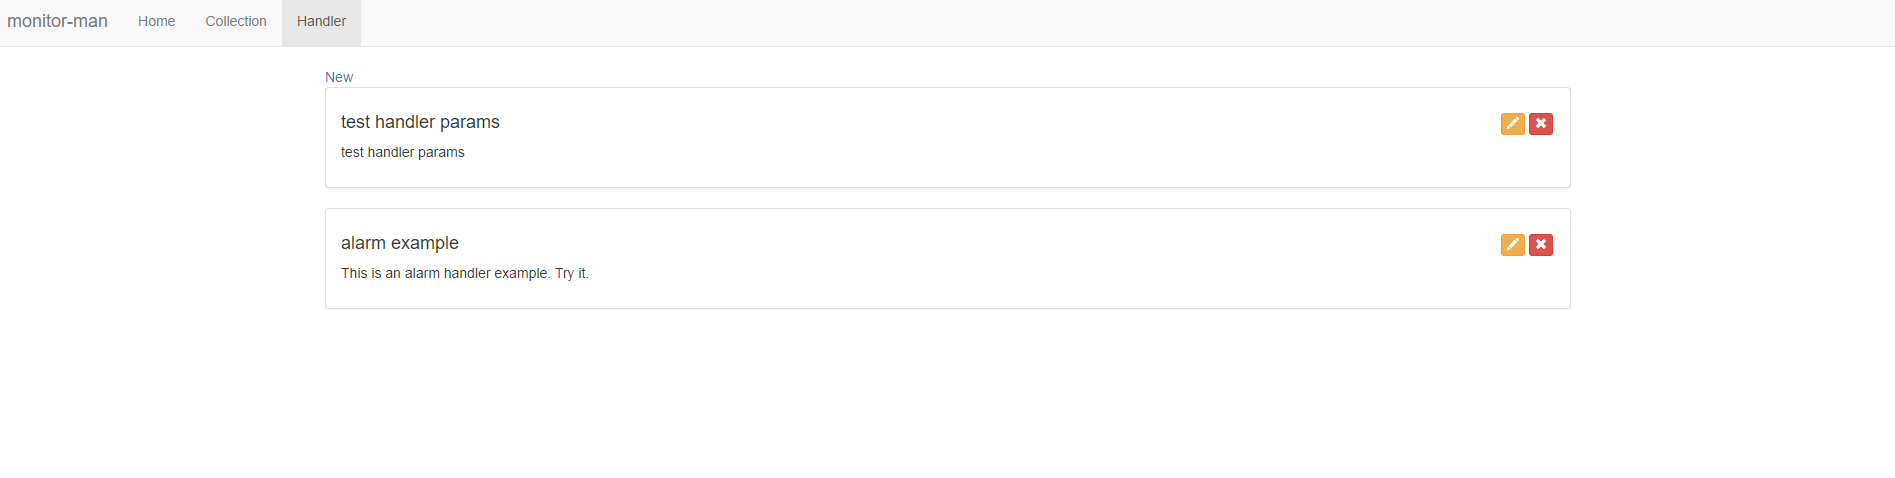 monitor-man Home Collection Handler
New
test handler params
test handler params
alarm example
This is an alarm handler example. Try it.